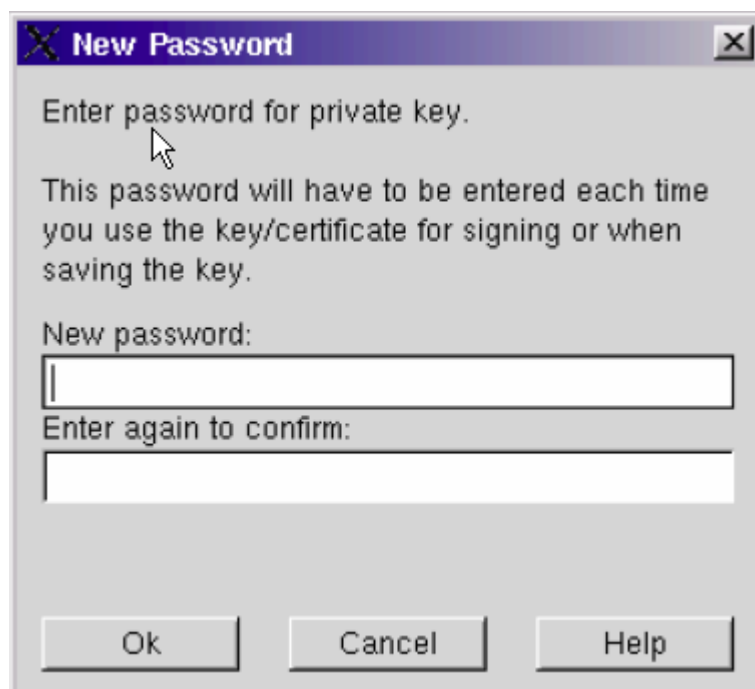 New Password
Enter password for private key.
This password will have to be entered each time
you use the key/certificate for signing or when
saving the key.
New password:
Enter again to confirm:
Ok Cancel Help